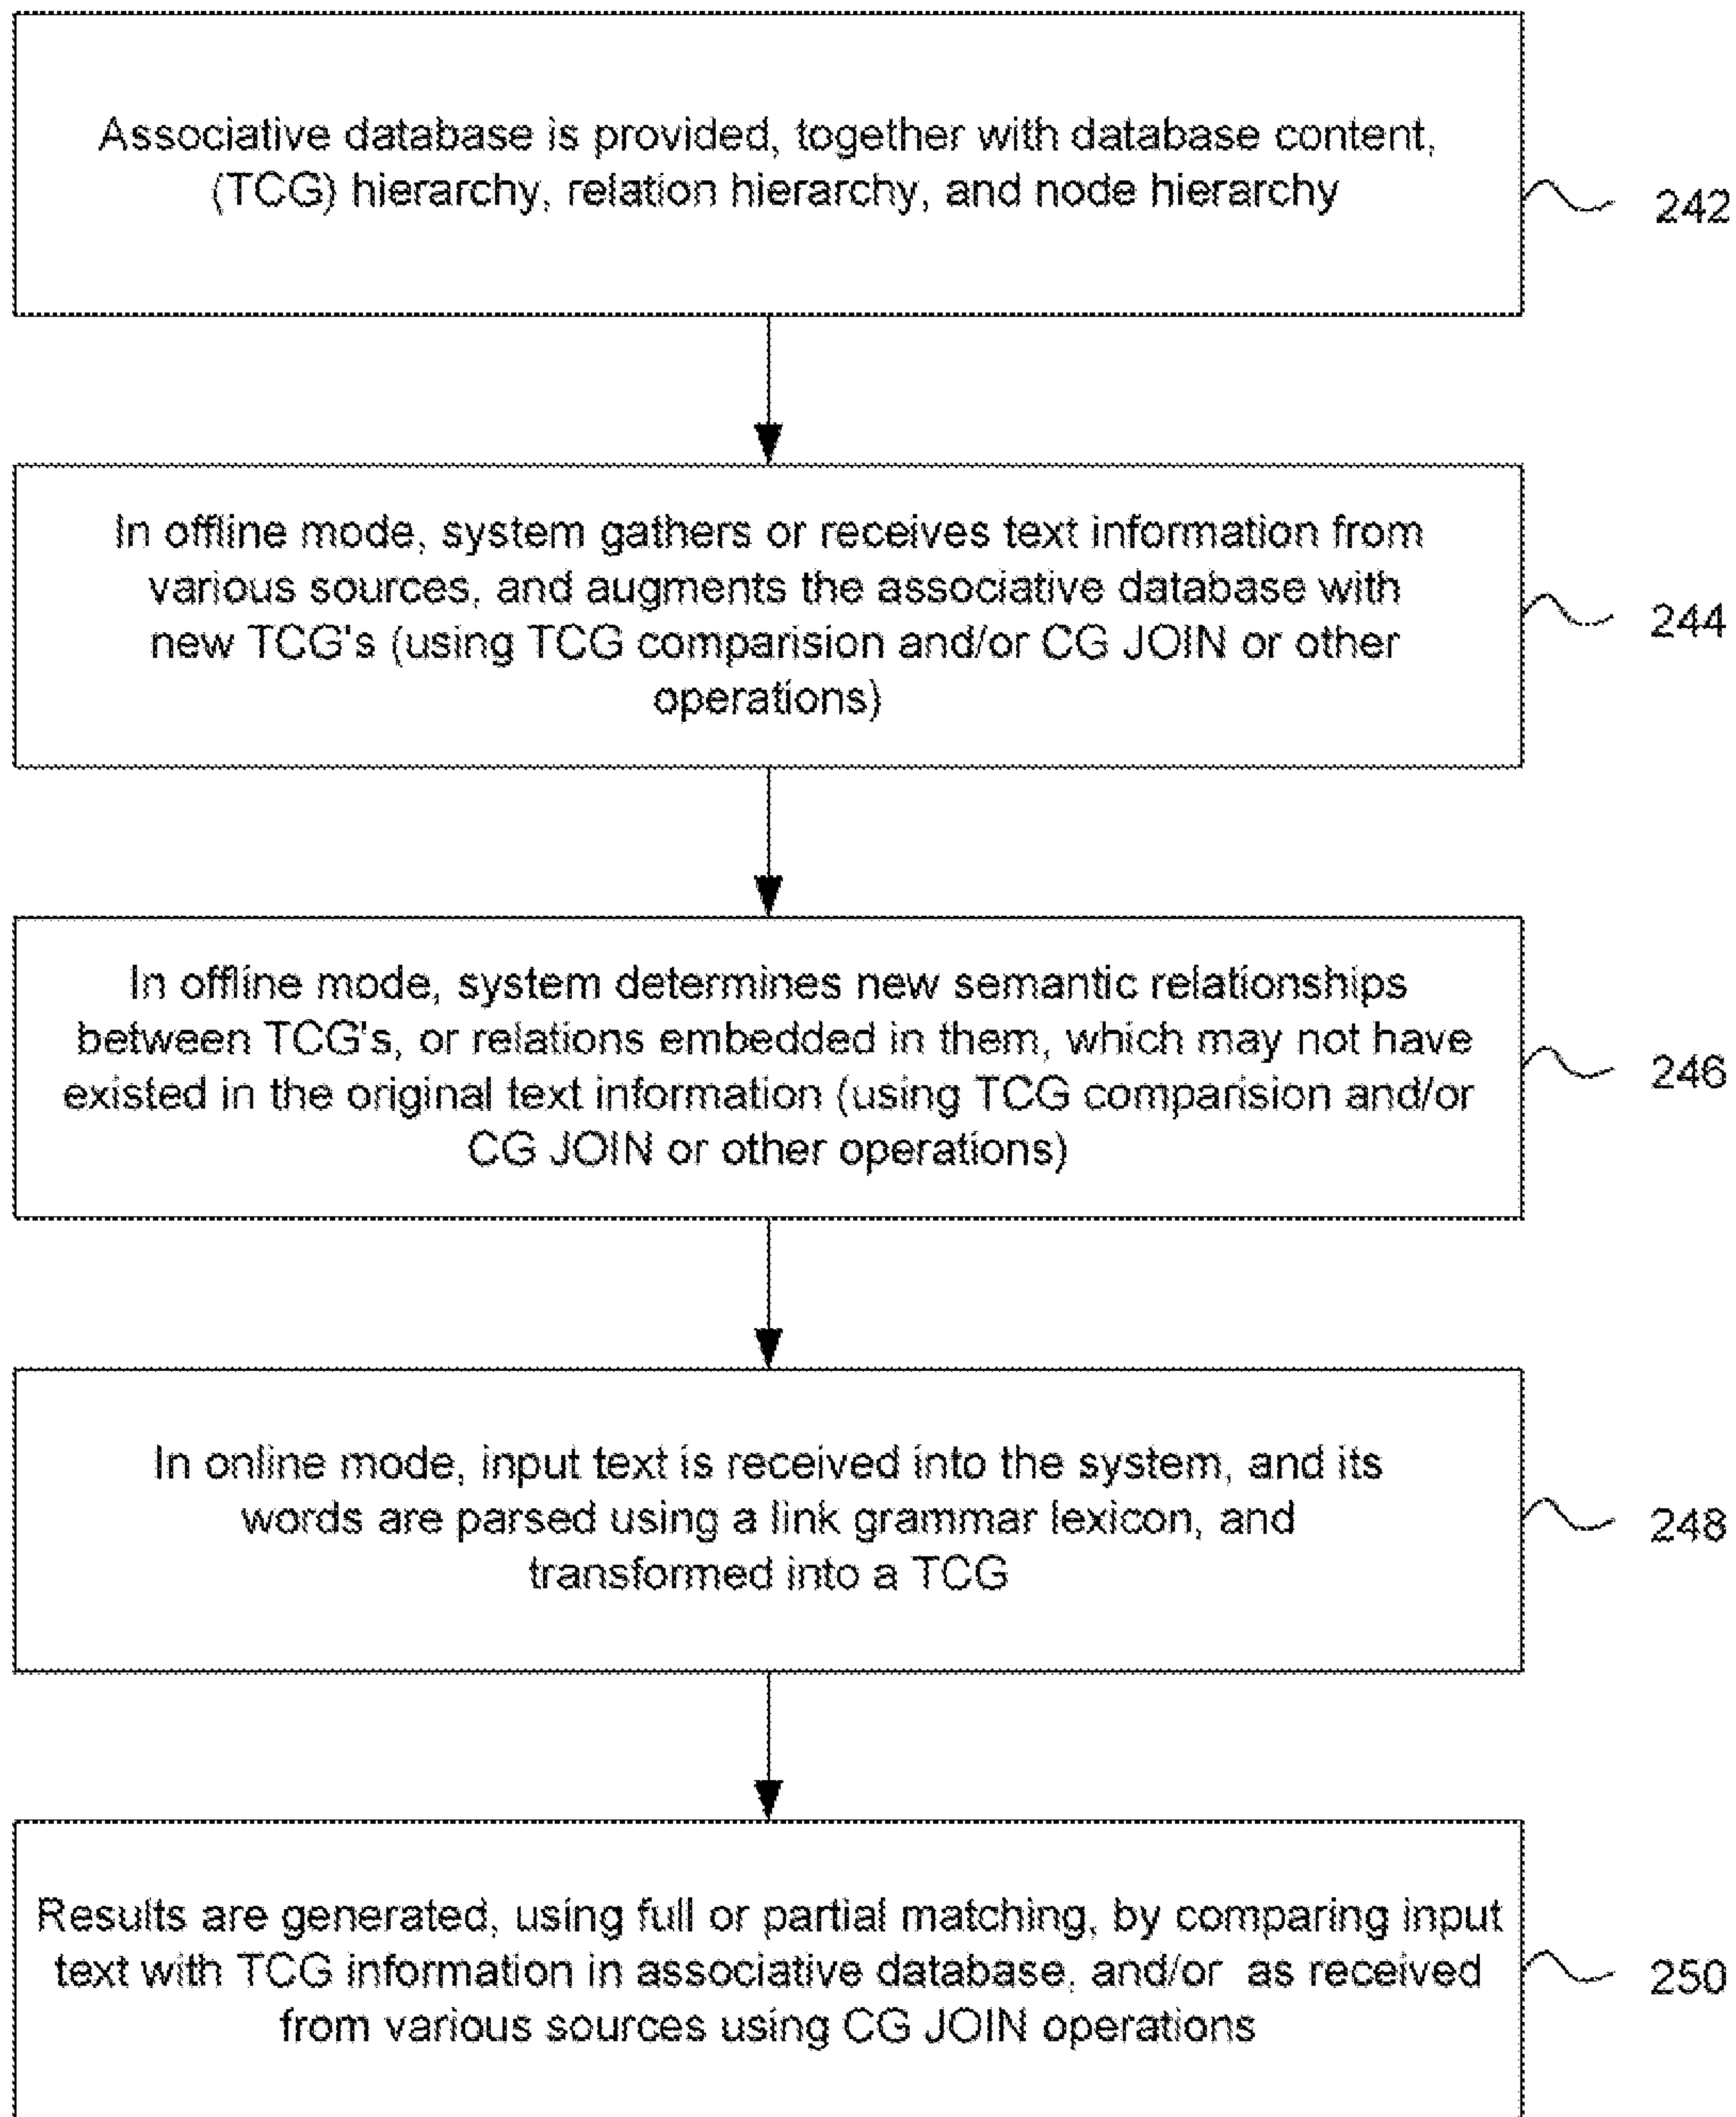 Associative database is provided, together with database content,
(TCG) hierarchy, relation hierarchy, and node hierarchy
242
In offline mode, system gathers or receives text information from
various sources, and augments the associative database with
new TCG's (using TCG comparision and/or CG JOIN or other
operations)
244
In offline mode, system determines new semantic relationships
between TCG's, or relations embedded in them, which may not have
existed in the original text information (using TCG comparision and/or
CG JOIN or other operations)
246
In online mode, input text is received into the system, and its
words are parsed using a link grammar lexicon, and
transformed into a TCG
248
Results are generated, using full or partial matching, by comparing input
text with TCG information in associative database, and/or as received
from various sources using CG JOIN operations
250